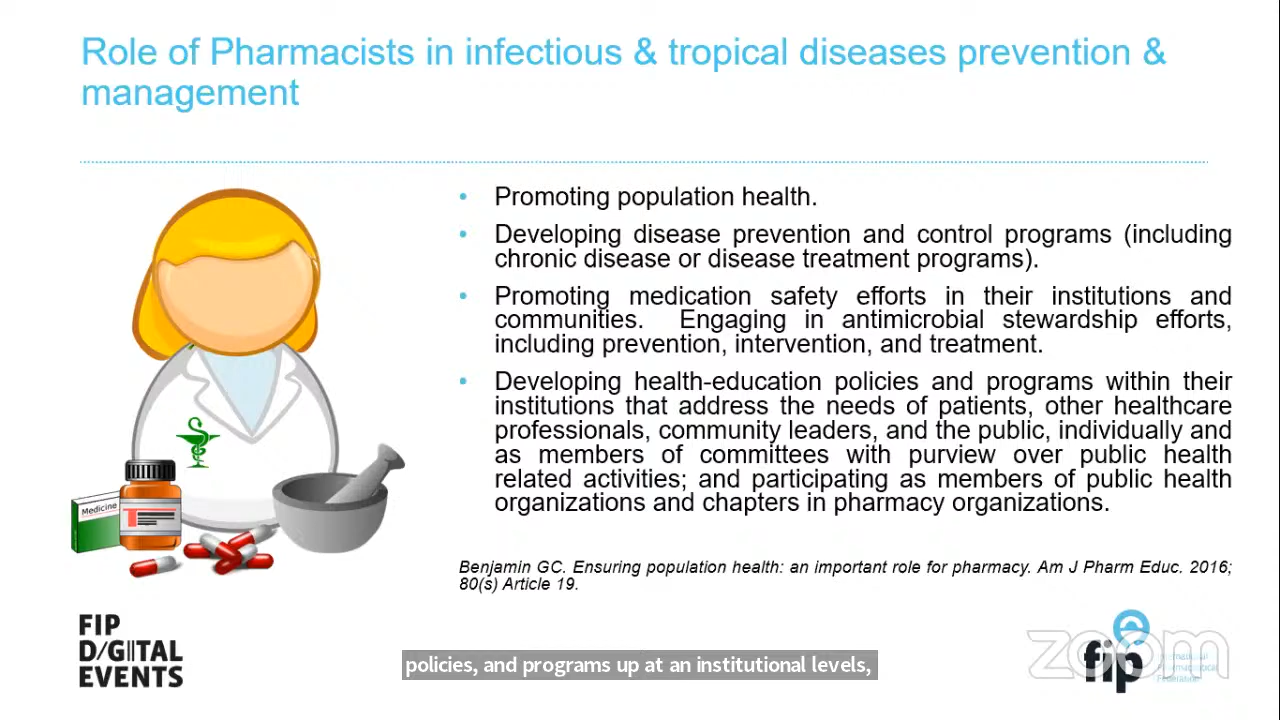 Role of Pharmacists in infectious & tropical diseases prevention &
management
• Promoting population health.
• Developing disease prevention and control programs (including
chronic disease or disease treatment programs).
• Promoting medication safety efforts in their institutions and
communities. Engaging in antimicrobial stewardship efforts,
including prevention, intervention, and treatment.
• Developing health-education policies and programs within their
institutions that address the needs of patients, other healthcare
professionals, community leaders, and the public, individually and
as members of committees with purview over public health
related activities; and participating as members of public health
organizations and chapters in pharmacy organizations.
Medicine
Benjamin GC. Ensuring population health: an important role for pharmacy. Am J Pharm Educ. 2016;
80(s) Article 19.
FIP
D/GITAL
EVENTS
zoom
fip
International
Pharmaceutical
Federation
policies, and programs up at an institutional levels,